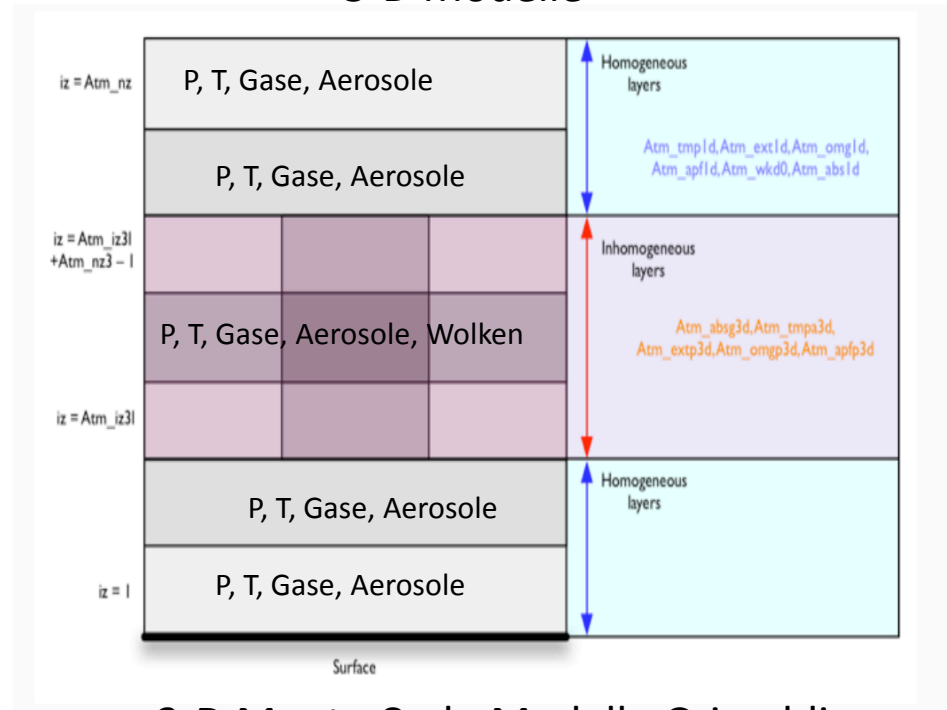 iz = Atm_nz
P, T, Gase, Aerosole
Homogeneous
layers
Atm_tmp1d,Atm_ext1d,Atm_omg1d,
Atm_apf1d,Atm_wkd0,Atm_abs1d
P, T, Gase, Aerosole
iz = Atm_iz3l
+Atm_nz3 – 1
Inhomogeneous
layers
P, T, Gase, Aerosole, Wolken
Atm_absg3d,Atm_tmpa3d,
Atm_extp3d,Atm_omgp3d,Atm_apfp3d
iz = Atm_iz3l
Homogeneous
layers
P, T, Gase, Aerosole
iz = 1
P, T, Gase, Aerosole
Surface